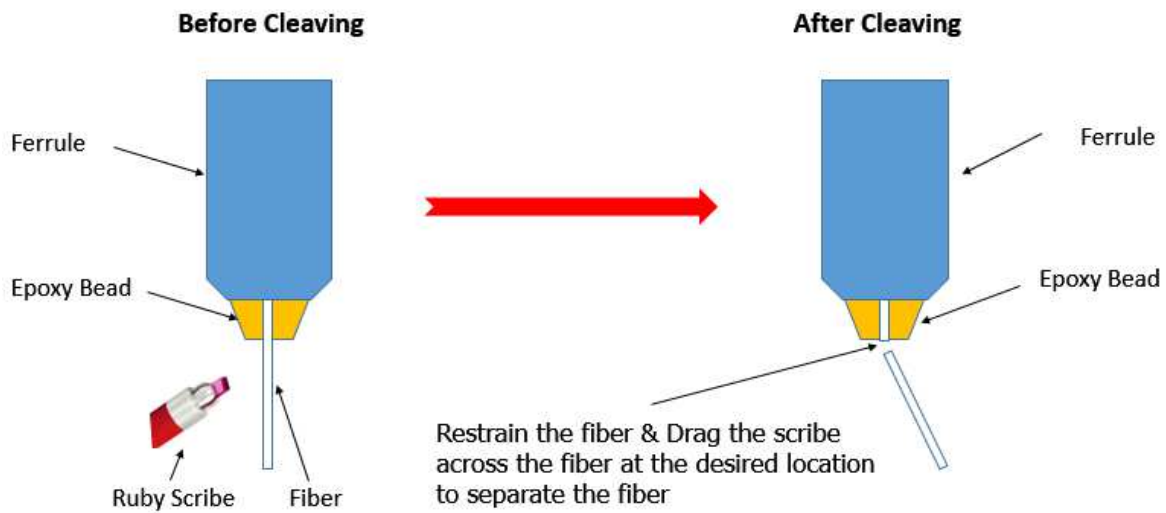 Before Cleaving
After Cleaving
Ferrule
Ferrule
Epoxy Bead
Epoxy Bead
Restrain the fiber & Drag the scribe
across the fiber at the desired location
to separate the fiber
Ruby Scribe
Fiber